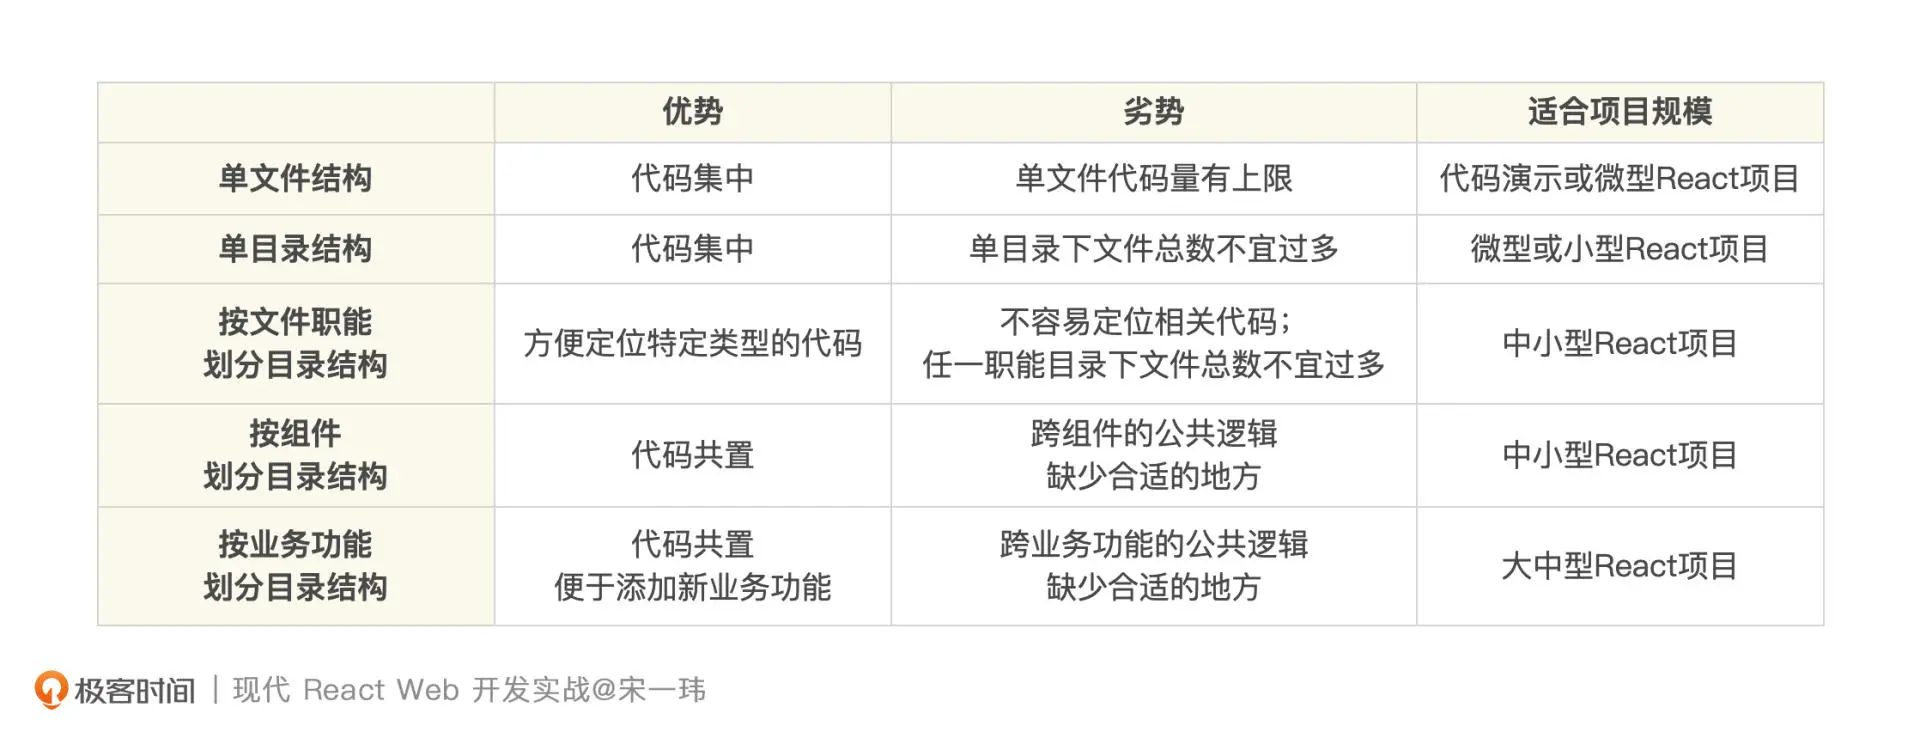 优势 劣势 适合项目规模
单文件结构 代码集中 单文件代码量有上限 代码演示或微型React项目
单目录结构 代码集中 单目录下文件总数不宜过多 微型或小型React项目
按文件职能
划分目录结构
方便定位特定类型的代码
不容易定位相关代码；
任一职能目录下文件总数不宜过多
中小型React项目
按组件
划分目录结构
代码共置
跨组件的公共逻辑
缺少合适的地方
中小型React项目
按业务功能
划分目录结构
代码共置
便于添加新业务功能
跨业务功能的公共逻辑
缺少合适的地方
大中型React项目
极客时间 | 现代 React Web 开发实战@宋一玮